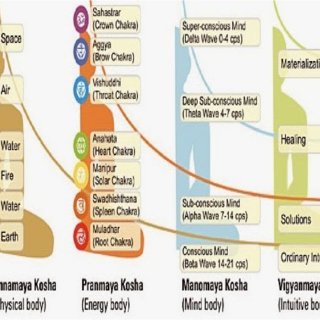 Space
Air
Water
Fire
Water
Earth
Sahastrar
(Crown Chakra)
Aggya
(Brow Chakra)
Vishuddhi
(Throat Chakra)
Anahata
(Heart Chakra)
Manipur
(Solar Chakra)
Swadhishthana
(Spleen Chakra)
Muladhar
(Root Chakra)
Super-conscious Mind
(Delta Wave 0-4 cps)
Deep Sub-conscious Mind
(Theta Wave 4-7 cps)
Sub-conscious Mind
(Alpha Wave 7-14 cps)
Conscious Mind
(Beta Wave 14-21 cps)
Materializati
Healing
Solutions
Ordinary Int
nnamaya Kosha
hysical body)
Pranmaya Kosha
(Energy body)
Manomaya Kosha
(Mind body)
Vigyanmaya
(Intuitive bo